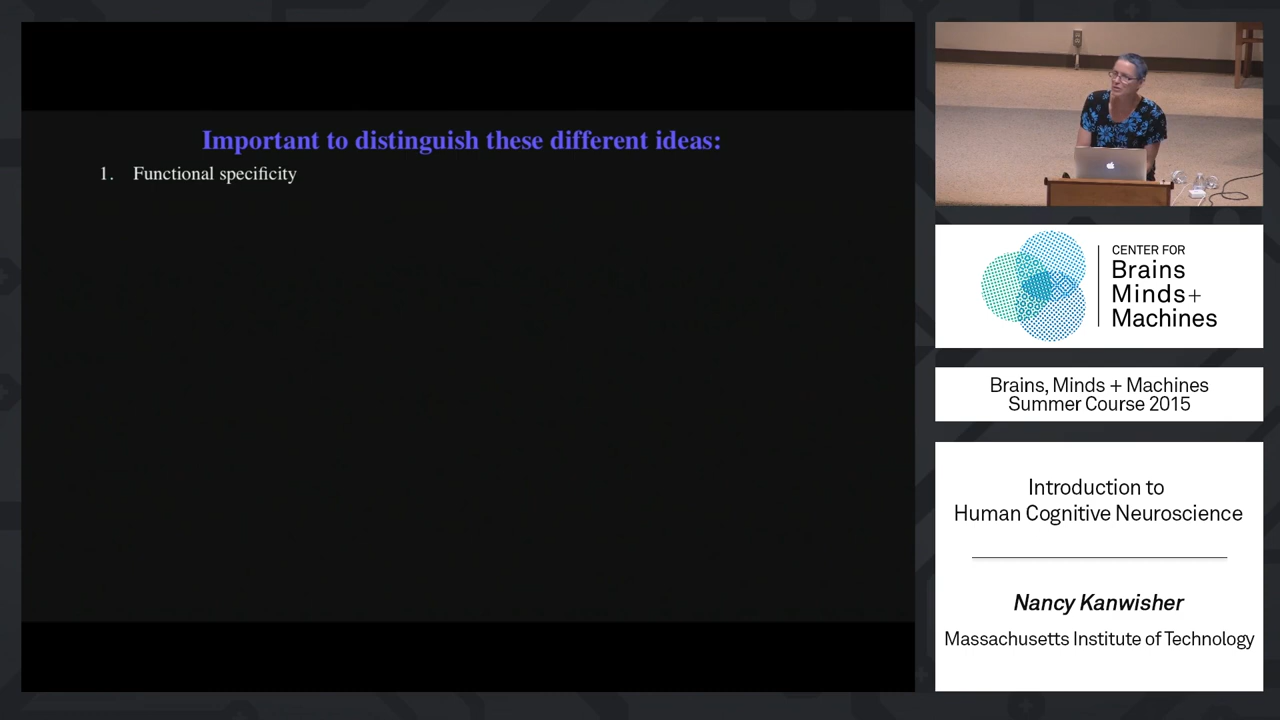 Important to distinguish these different ideas:
1. Functional specificity
CENTER FOR
Brains
Minds+
Machines
Brains, Minds + Machines
Summer Course 2015
Introduction to
Human Cognitive Neuroscience
Nancy Kanwisher
Massachusetts Institute of Technology